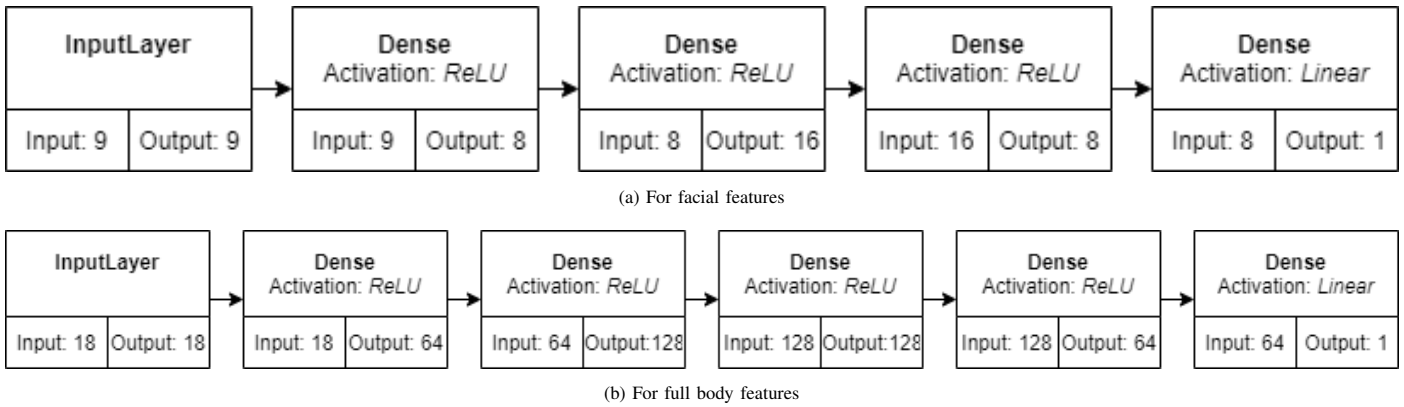 InputLayer
Input: 9 Output: 9
Dense
Activation: ReLU
Input: 9 Output: 8
Dense
Activation: ReLU
Input: 8 Output: 16
Dense
Activation: ReLU
Input: 16 Output: 8
Dense
Activation: Linear
Input: 8 Output: 1
(a) For facial features
InputLayer
Input: 18 Output: 18
Dense
Activation: ReLU
Input: 18 Output: 64
Dense
Activation: ReLU
Input: 64 Output:128
Dense
Activation: ReLU
Input: 128 Output:128
Dense
Activation: ReLU
Input: 128 Output: 64
Dense
Activation: Linear
Input: 64 Output: 1
(b) For full body features